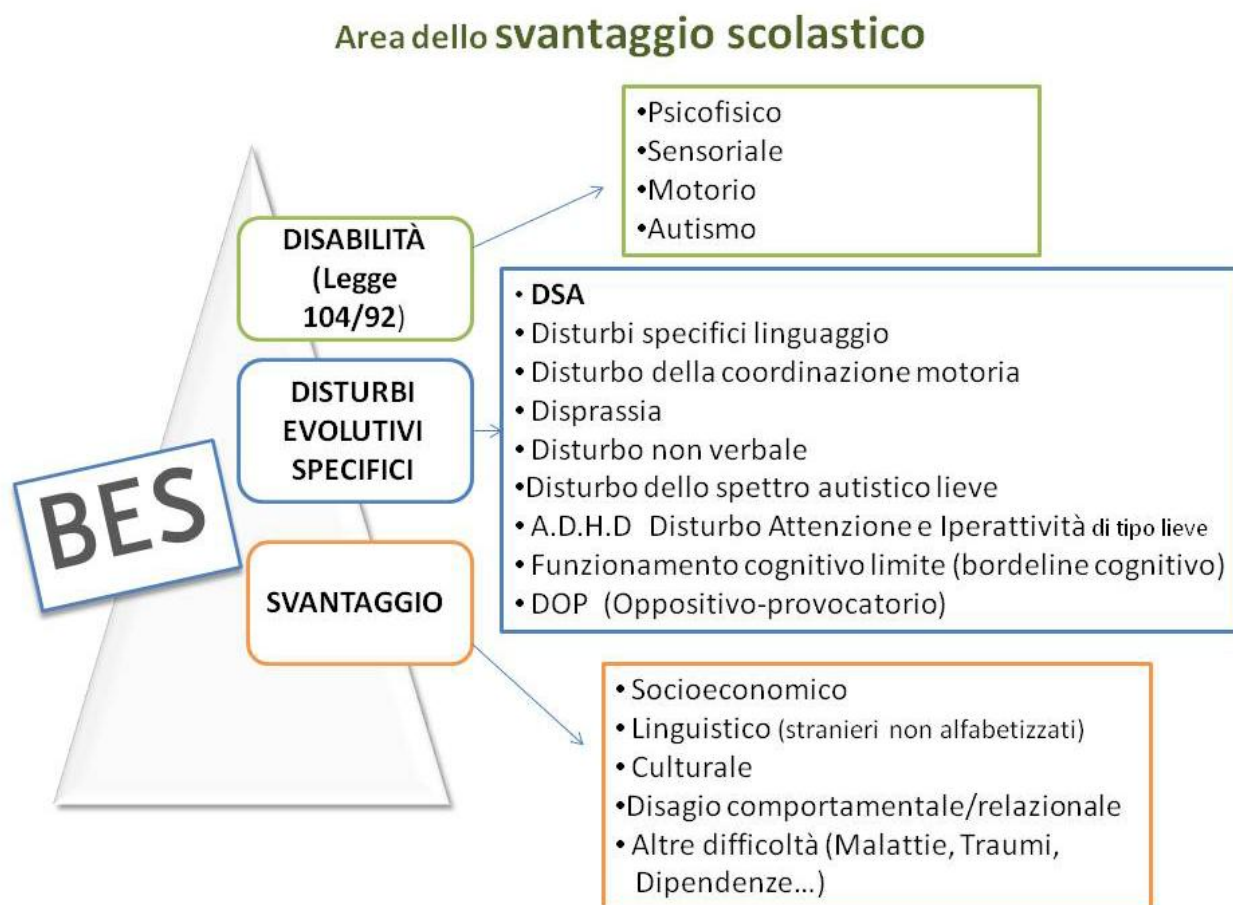 Area dello svantaggio scolastico
•Psicofisico
•Sensoriale
•Motorio
•Autismo
DISABILITÀ
(Legge
104/92)
• DSA
• Disturbi specifici linguaggio
• Disturbo della coordinazione motoria
• Disprassia
• Disturbo non verbale
•Disturbo dello spettro autistico lieve
• A.D.H.D Disturbo Attenzione e Iperattività di tipo lieve
• Funzionamento cognitivo limite (bordeline cognitivo)
• DOP (Oppositivo-provocatorio)
DISTURBI
EVOLUTIVI
SPECIFICI
BES
SVANTAGGIO
• Socioeconomico
• Linguistico (stranieri non alfabetizzati)
• Culturale
•Disagio comportamentale/relazionale
• Altre difficoltà (Malattie, Traumi,
Dipendenze...)